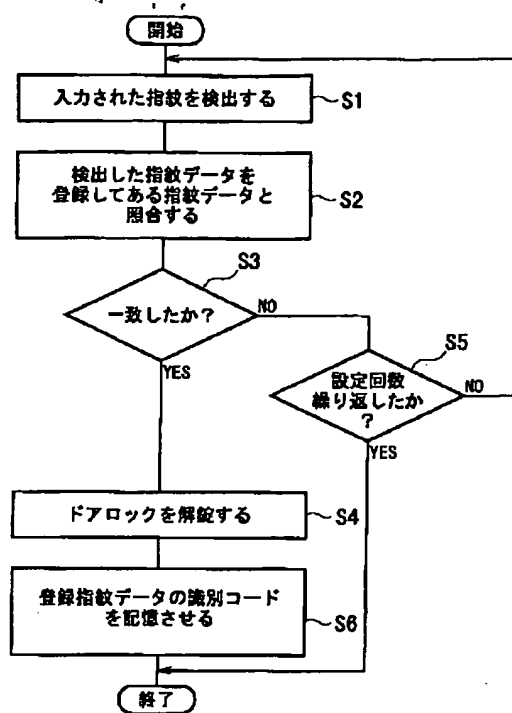 開始
入力された指紋を検出する
S1
検出した指紋データを
登録してある指紋データと
照合する
S2
S3
一致したか?
NO
YES
S5
設定回数
繰り返したか
?
NO
YES
ドアロックを解錠する
S4
登録指紋データの識別コード
を記憶させる
S6
終了